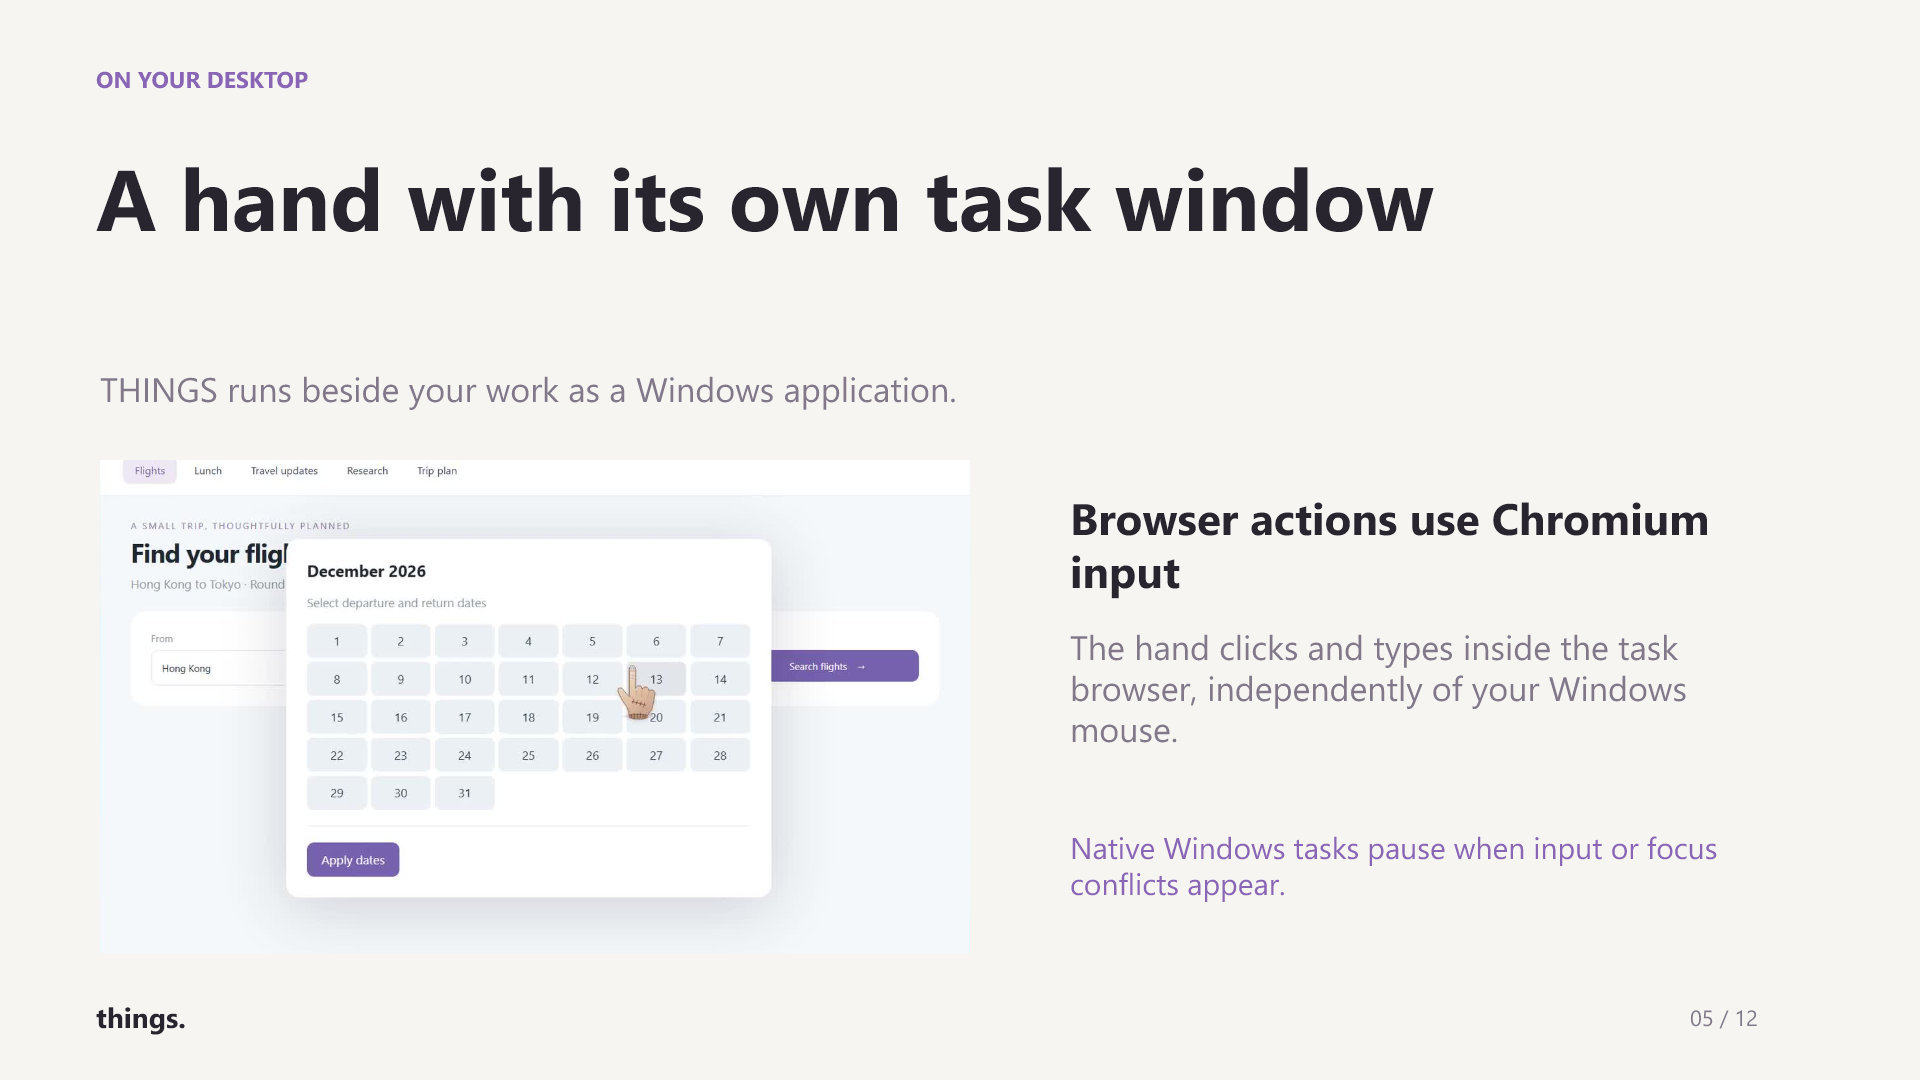 ON YOUR DESKTOP
A hand with its own task window
THINGS runs beside your work as a Windows application.
Flights Lunch Travel updates Research Trip plan
A SMALL TRIP, THOUGHTFULLY PLANNED
Find your fligh
Hong Kong to Tokyo · Round
From
Hong Kong
December 2026
Select departure and return dates
1 2 3 4 5 6 7
8 9 10 11 12 13 14
15 16 17 18 19 20 21
22 23 24 25 26 27 28
29 30 31
Apply dates
Search flights →
Browser actions use Chromium
input
The hand clicks and types inside the task
browser, independently of your Windows
mouse.
Native Windows tasks pause when input or focus
conflicts appear.
things.
05 / 12